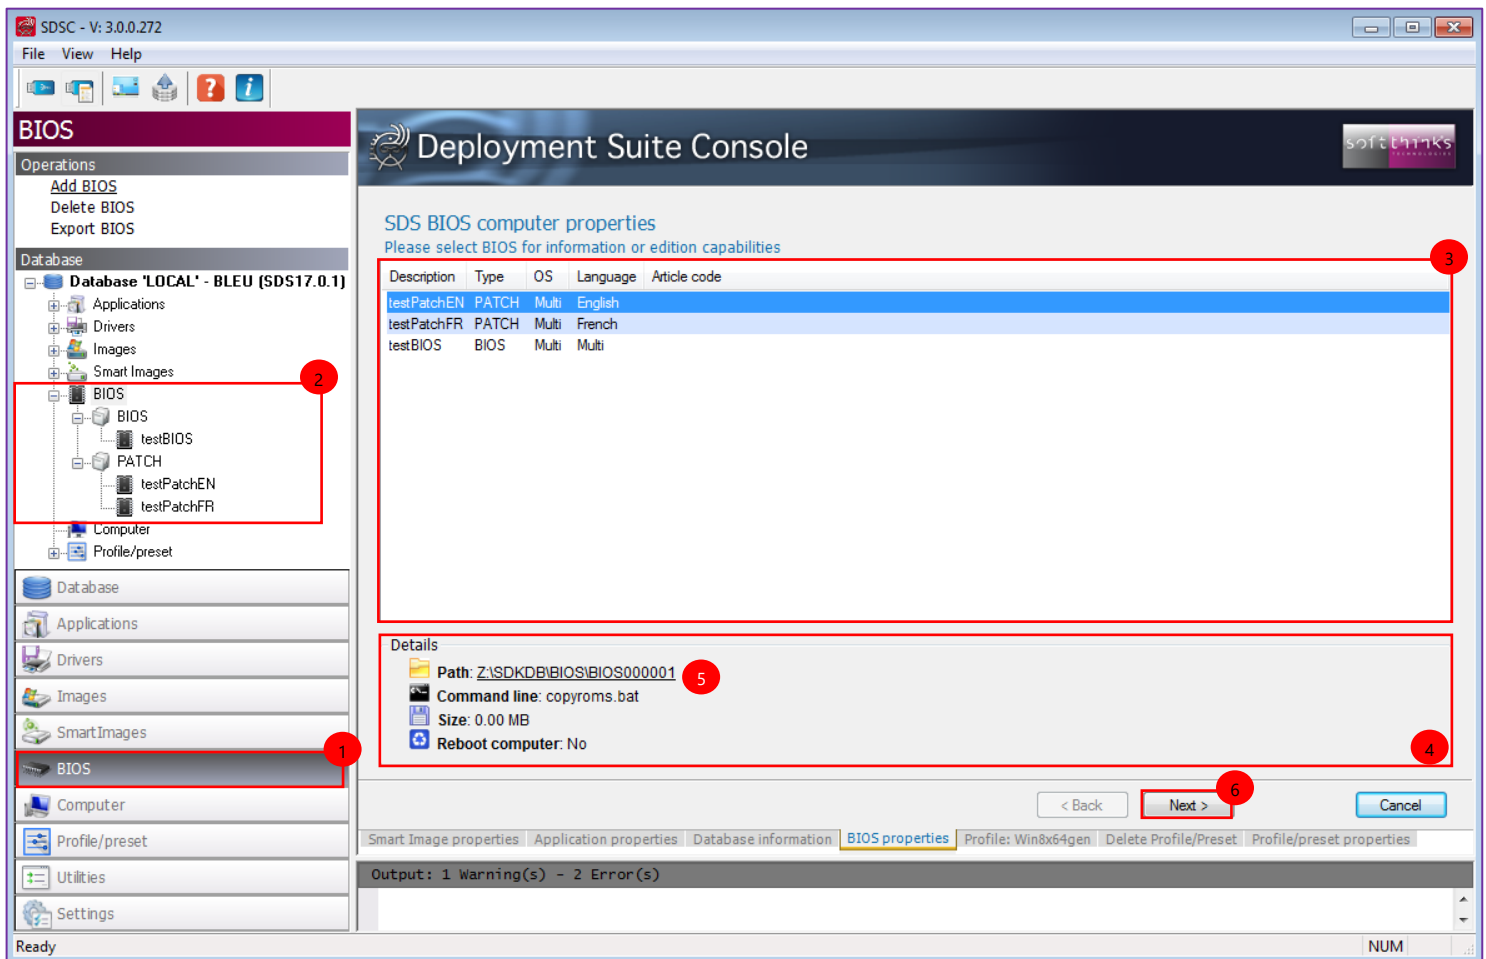 SDSC - V: 3.0.0.272
File View Help
BIOS
Operations
Add BIOS
Delete BIOS
Export BIOS
Database
Database 'LOCAL' - BLEU (SDS17.0.1)
Applications
Drivers
Images
Smart Images
2
BIOS
BIOS
testBIOS
PATCH
testPatchEN
testPatchFR
Computer
Profile/preset
Database
Applications
Drivers
Images
SmartImages
1
BIOS
Computer
Profile/preset
Utilities
Settings
Ready
Deployment Suite Console
softthinks
TECHNOLOGIES
SDS BIOS computer properties
Please select BIOS for information or edition capabilities
3
Description Type OS Language Article code
testPatchEN PATCH Multi English
testPatchFR PATCH Multi French
testBIOS BIOS Multi Multi
Details
Path: Z:\SDKDB\BIOS\BIOS000001 5
Command line: copyroms.bat
Size: 0.00 MB
Reboot computer: No
4
6
< Back Next > Cancel
Smart Image properties Application properties Database information BIOS properties Profile: Win8x64gen Delete Profile/Preset Profile/preset properties
Output: 1 Warning(s) - 2 Error(s)
NUM